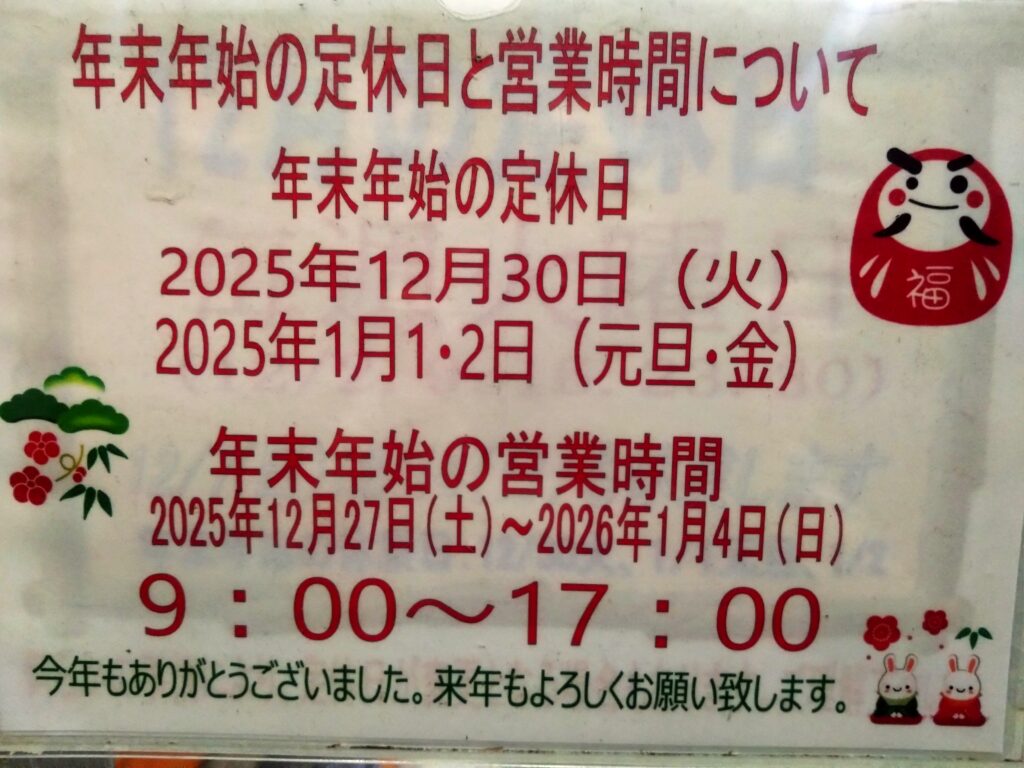 年末年始の定休日と営業時間について
年末年始の定休日
2025年12月30日（火）
2025年1月1・2日（元旦・金）
福
年末年始の営業時間
2025年12月27日(土)～2026年1月4日(日)
9：00～17：00
今年もありがとうございました。来年もよろしくお願い致します。